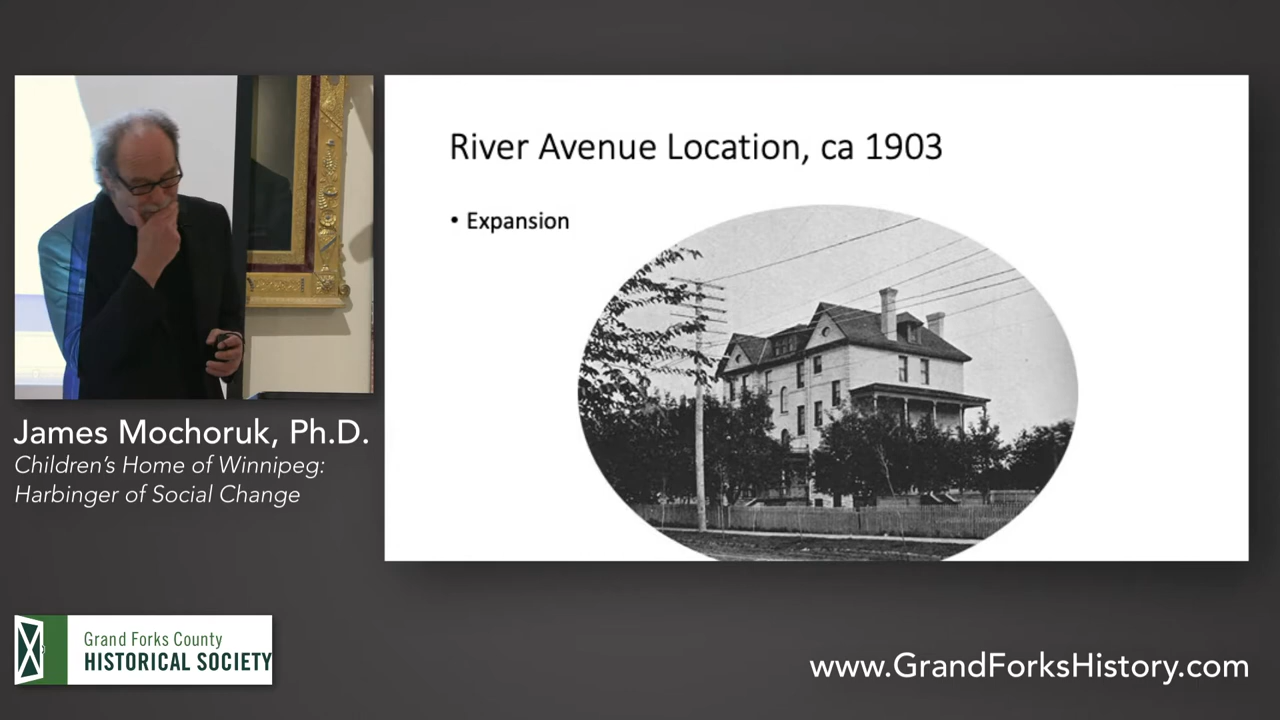 River Avenue Location, ca 1903
• Expansion
James Mochoruk, Ph.D.
Children's Home of Winnipeg:
Harbinger of Social Change
Grand Forks County
HISTORICAL SOCIETY
www.GrandForksHistory.com